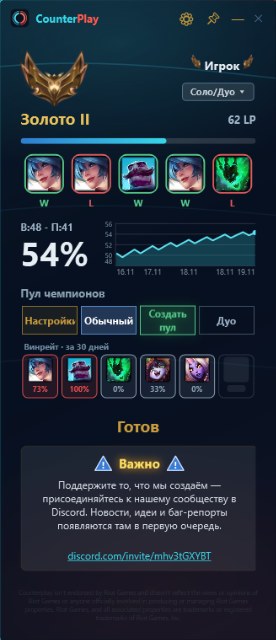 CounterPlay
Игрок
Соло/Дуо
Золото II
62 LP
W L W W L
В:48 - П:41
54%
56
54
52
50
48
16.11 17.11 18.11 18.11 19.11
Пул чемпионов
Настройки Обычный Создать пул Дуо
Винрейт - за 30 дней
73% 100% 0% 33% 0%
Готов
Важно
Поддержите то, что мы создаём —
присоединяйтесь к нашему сообществу в
Discord. Новости, идеи и баг-репорты
появляются там в первую очередь.
discord.com/invite/mhv3tGXYBT